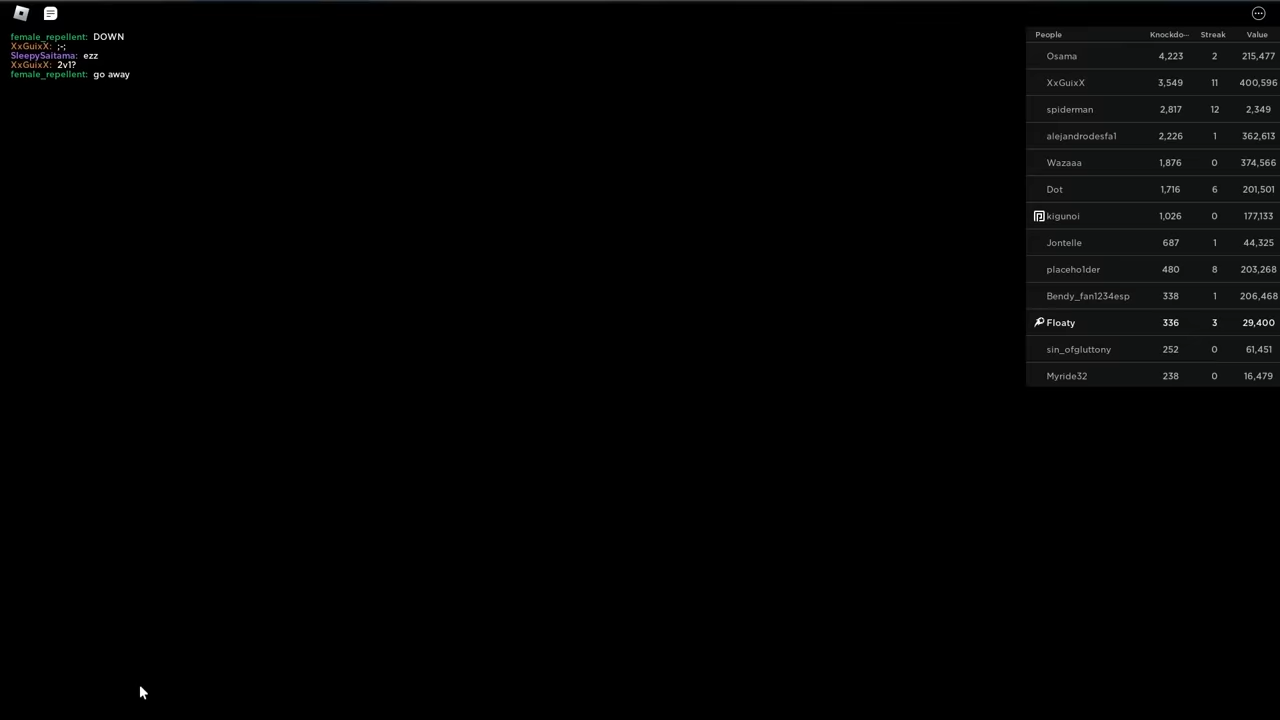 female_repellent: DOWN
XxGuixX: ;-;
SleepySaitama: ezz
XxGuixX: 2v1?
female_repellent: go away
People Knockdo... Streak Value
Osama 4,223 2 215,477
XxGuixX 3,549 11 400,596
spiderman 2,817 12 2,349
alejandrodesfa1 2,226 1 362,613
Wazaaa 1,876 0 374,566
Dot 1,716 6 201,501
kigunoi 1,026 0 177,133
Jontelle 687 1 44,325
placeho1der 480 8 203,268
Bendy_fan1234esp 338 1 206,468
Floaty 336 3 29,400
sin_ofgluttony 252 0 61,451
Myride32 238 0 16,479